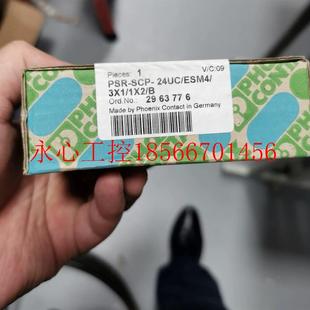 Pieces: 1
V/C:09
PSR-SCP- 24UC/ESM4/
3X1/1X2/B
Ord.No.: 29 63 77 6
Made by Phoenix Contact in Germany
永心工控18566701456